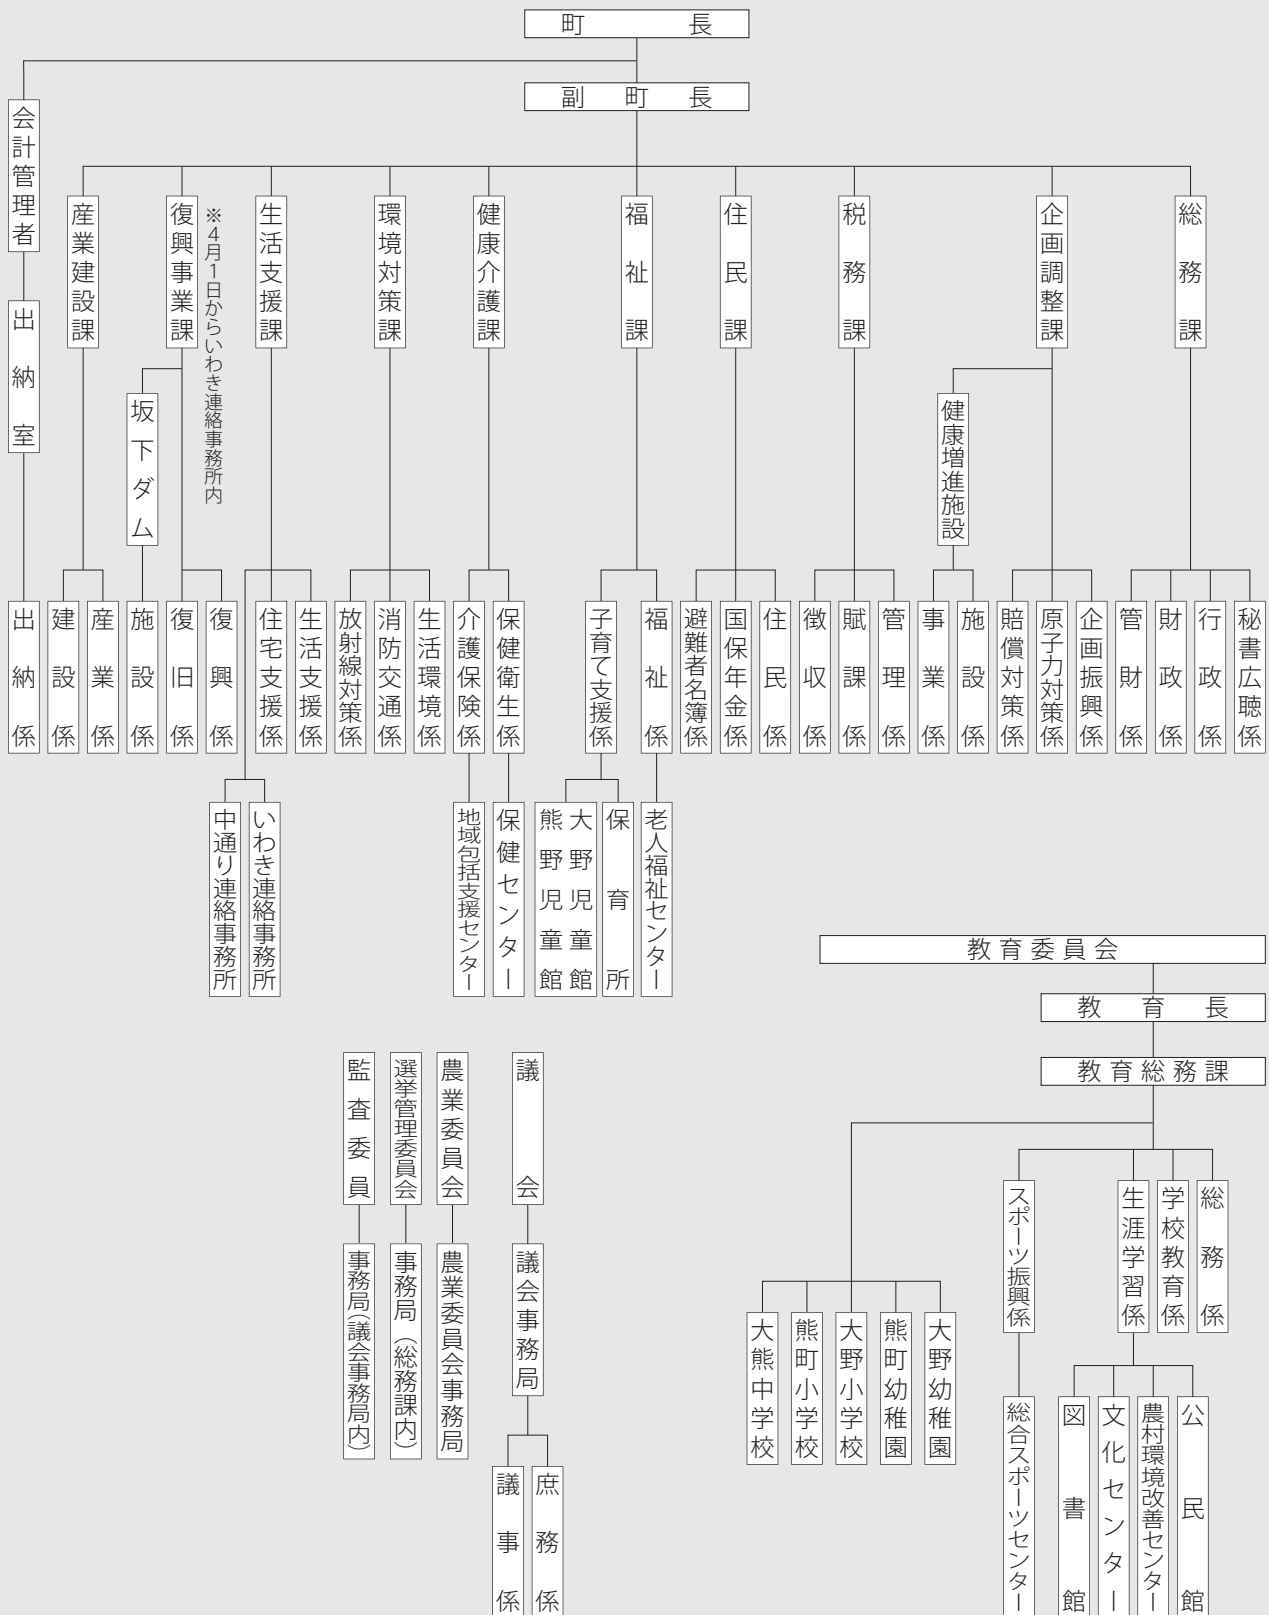 町長
副町長
会計管理者
出納室
出納係
総務課
企画調整課
税務課
住民課
福祉課
健康介護課
環境対策課
生活支援課
※4月1日からいわき連絡事務所内
復興事業課
産業建設課
健康増進施設
坂下ダム
秘書広聴係
行政係
財政係
管財係
企画振興係
原子力対策係
賠償対策係
施設係
事業係
管理係
賦課係
徴収係
住民係
国保年金係
避難者名簿係
福祉係
子育て支援係
保健衛生係
介護保険係
生活環境係
消防交通係
放射線対策係
生活支援係
住宅支援係
復興係
復旧係
施設係
産業係
建設係
老人福祉センター
保育所
大野児童館
熊野児童館
保健センター
地域包括支援センター
いわき連絡事務所
中通り連絡事務所
教育委員会
教育長
教育総務課
総務係
学校教育係
生涯学習係
スポーツ振興係
大野幼稚園
熊町幼稚園
大野小学校
熊町小学校
大熊中学校
公民館
農村環境改善センター
文化センター
図書館
総合スポーツセンター
議会
農業委員会
選挙管理委員会
監査委員
議会事務局
農業委員会事務局
事務局（総務課内）
事務局（議会事務局内）
庶務係
議事係